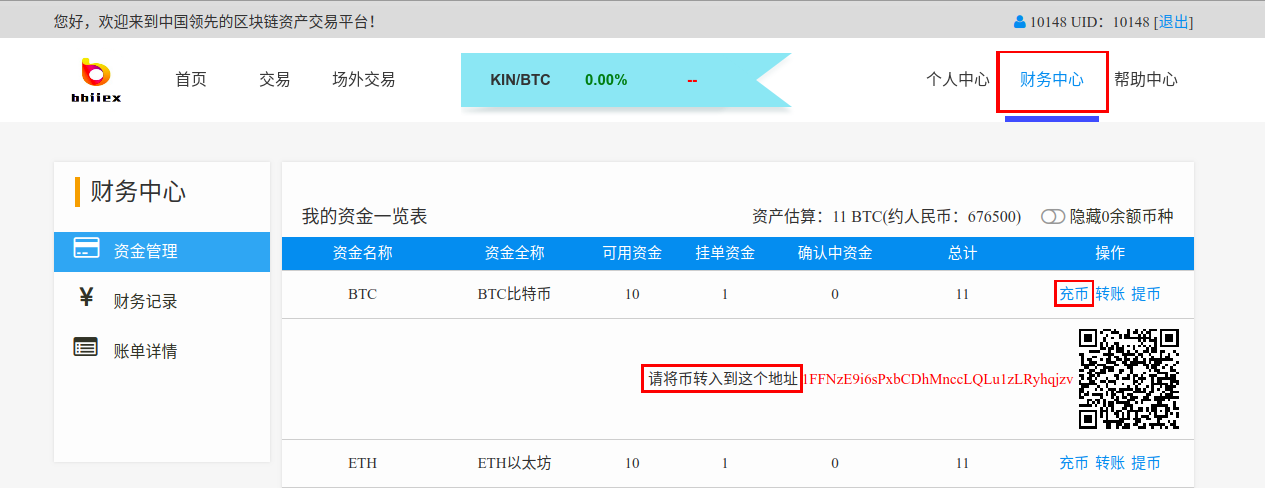 您好，欢迎来到中国领先的区块链资产交易平台！ 10148 UID：10148 [退出]
bbiiex 首页 交易 场外交易 KIN/BTC 0.00% -- 个人中心 财务中心 帮助中心
财务中心
资金管理
¥ 财务记录
账单详情
我的资金一览表 资产估算：11 BTC(约人民币：676500) 隐藏0余额币种
资金名称 资金全称 可用资金 挂单资金 确认中资金 总计 操作
BTC BTC比特币 10 1 0 11 充币 转账 提币
请将币转入到这个地址 1FFNzE9i6sPxbCDhMnccLQLu1zLRyhqjzv
ETH ETH以太坊 10 1 0 11 充币 转账 提币